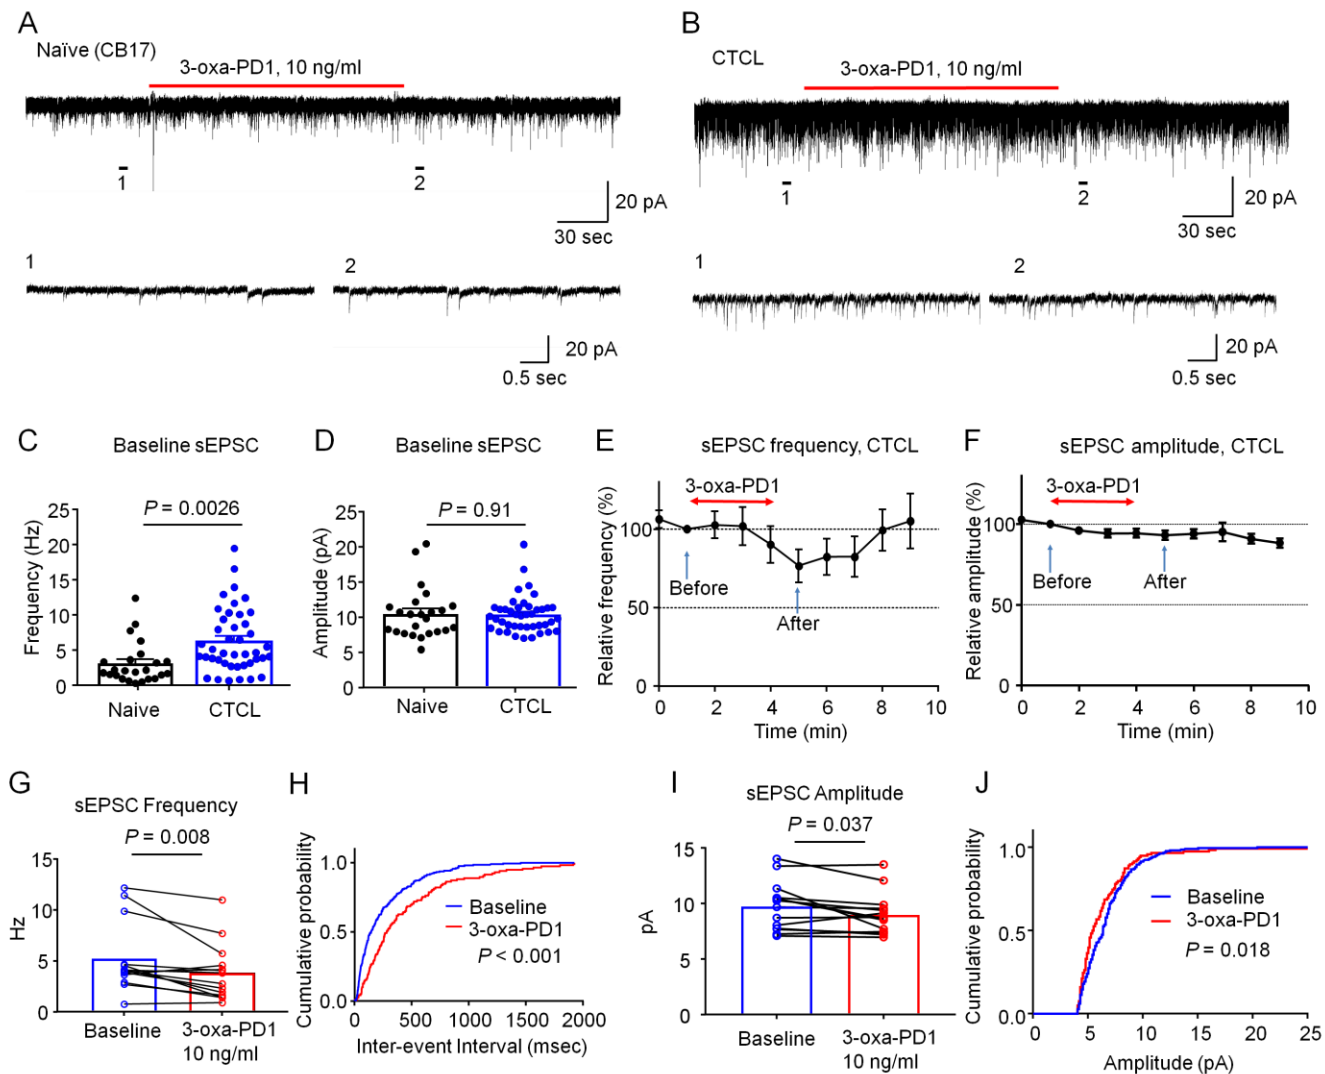 A
Naïve (CB17)
3-oxa-PD1, 10 ng/ml
1
2
20 pA
30 sec
1
2
20 pA
0.5 sec
B
CTCL
3-oxa-PD1, 10 ng/ml
1
2
20 pA
30 sec
1
2
20 pA
0.5 sec
C
Baseline sEPSC
P = 0.0026
Frequency (Hz)
25
20
15
10
5
0
Naive
CTCL
D
Baseline sEPSC
P = 0.91
Amplitude (pA)
25
20
15
10
5
0
Naive
CTCL
E
sEPSC frequency, CTCL
3-oxa-PD1
Relative frequency (%)
100
50
0
Before
After
0
2
4
6
8
10
Time (min)
F
sEPSC amplitude, CTCL
3-oxa-PD1
Relative amplitude (%)
100
50
0
Before
After
0
2
4
6
8
10
Time (min)
G
sEPSC Frequency
P = 0.008
Hz
15
10
5
0
Baseline
3-oxa-PD1
10 ng/ml
H
Cumulative probability
1.0
0.5
0.0
Baseline
3-oxa-PD1
P < 0.001
0
500
1000
1500
2000
Inter-event Interval (msec)
I
sEPSC Amplitude
P = 0.037
pA
15
10
5
0
Baseline
3-oxa-PD1
10 ng/ml
J
Cumulative probability
1.0
0.5
1.0
Baseline
3-oxa-PD1
P = 0.018
0
5
10
15
20
25
Amplitude (pA)